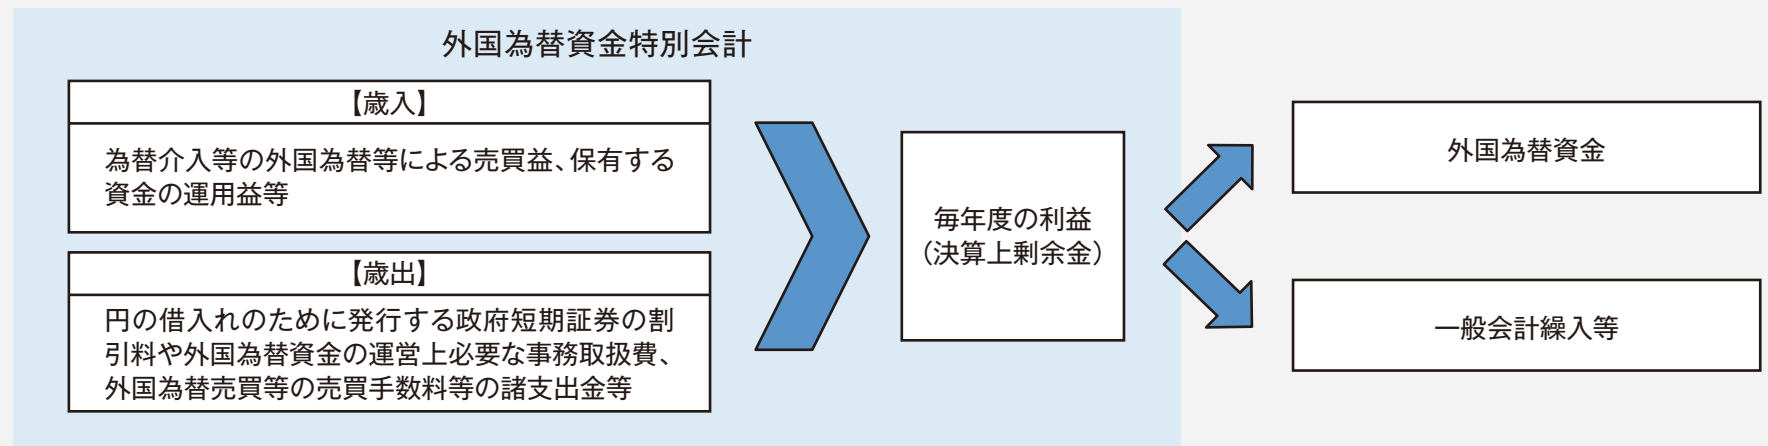 外国為替資金特別会計
【歳入】
為替介入等の外国為替等による売買益、保有する
資金の運用益等
【歳出】
円の借入れのために発行する政府短期証券の割
引料や外国為替資金の運営上必要な事務取扱費、
外国為替売買等の売買手数料等の諸支出金等
毎年度の利益
（決算上剰余金）
外国為替資金
一般会計繰入等